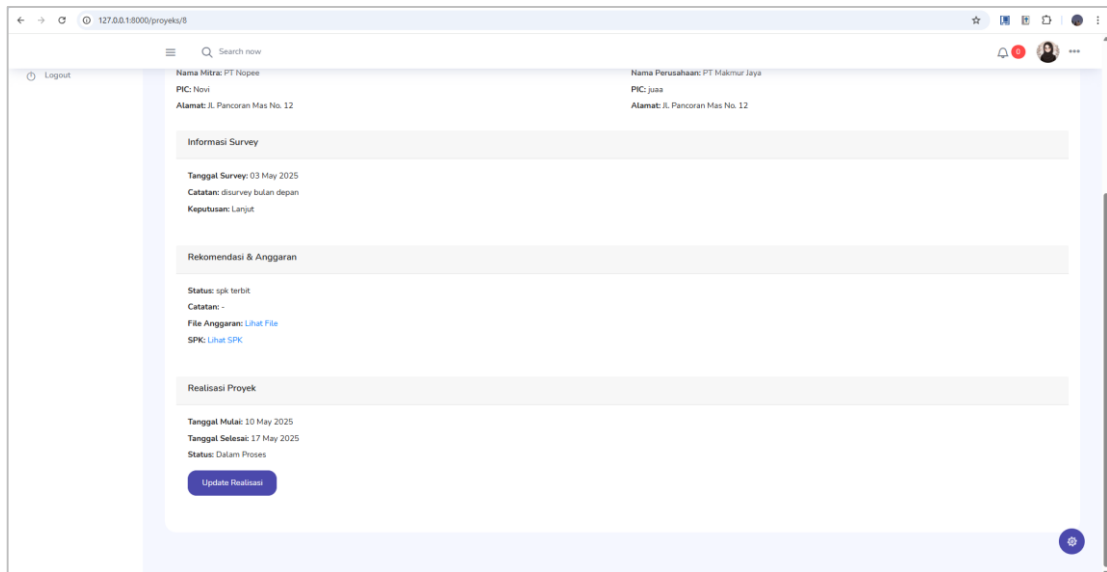 127.0.0.1:8000/proyeks/8
Search now
0
Logout
Nama Mitra: PT Nopee
PIC: Novi
Alamat: Jl. Pancoran Mas No. 12
Nama Perusahaan: PT Makmur Jaya
PIC: juaa
Alamat: Jl. Pancoran Mas No. 12
Informasi Survey
Tanggal Survey: 03 May 2025
Catatan: disurvey bulan depan
Keputusan: Lanjut
Rekomendasi & Anggaran
Status: spk terbit
Catatan: -
File Anggaran: Lihat File
SPK: Lihat SPK
Realisasi Proyek
Tanggal Mulai: 10 May 2025
Tanggal Selesai: 17 May 2025
Status: Dalam Proses
Update Realisasi